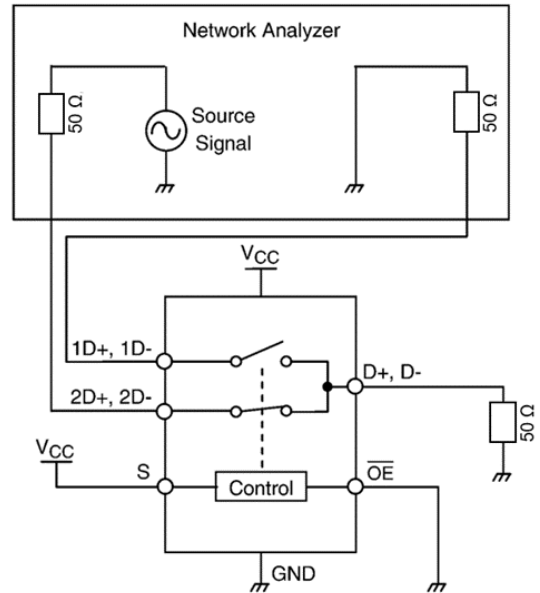 Network Analyzer
50 Ω
Source
Signal
50 Ω
VCC
1D+, 1D-
D+, D-
2D+, 2D-
50 Ω
VCC
S
Control
OE
GND